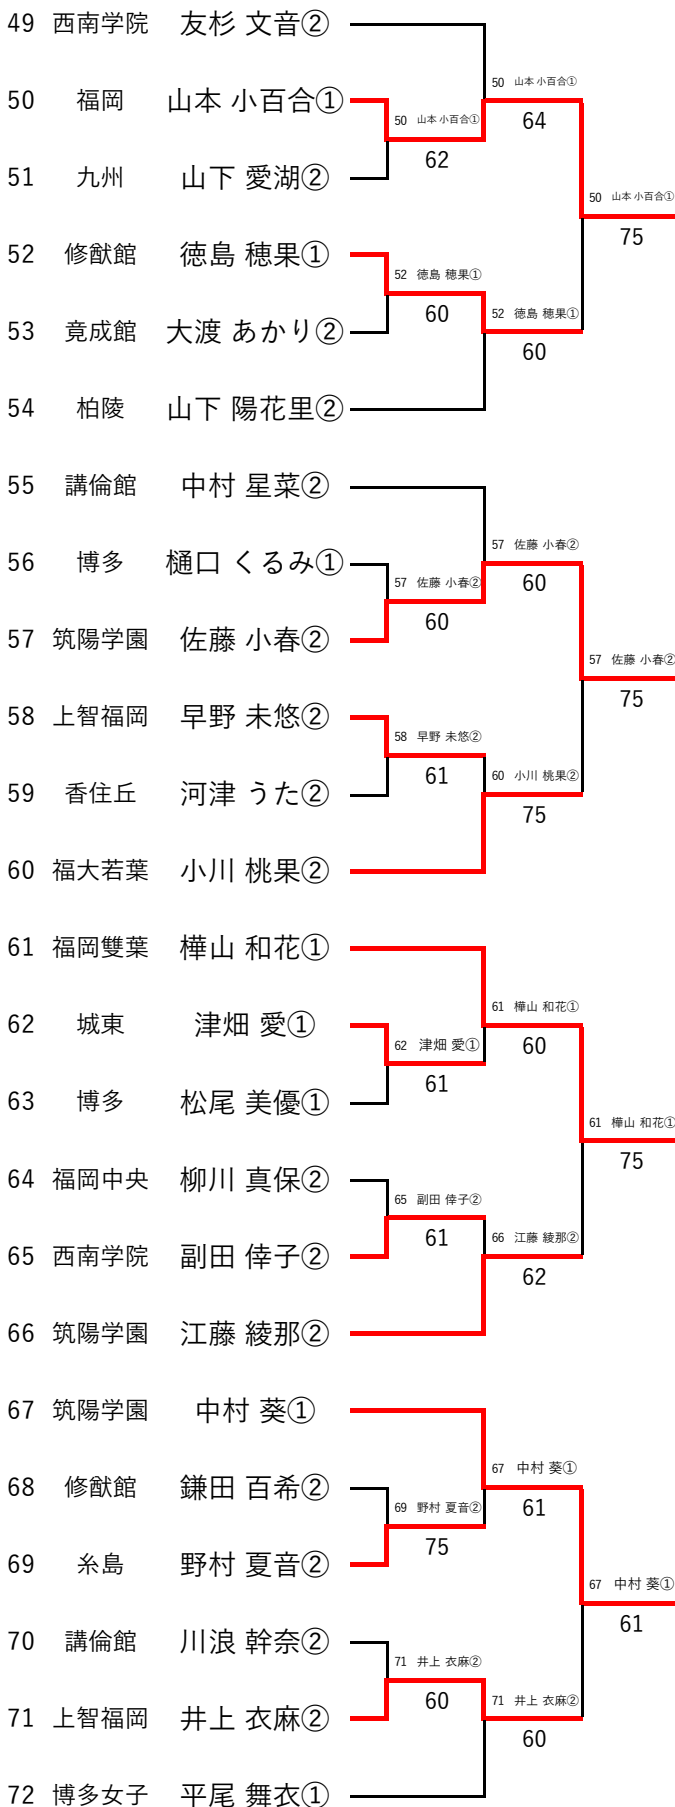 49 西南学院 友杉 文音②
50 山本 小百合①
50 福岡 山本 小百合①
50 山本 小百合①
64
62
51 九州 山下 愛湖②
50 山本 小百合①
75
52 修猷館 徳島 穂果①
52 徳島 穂果①
60
52 徳島 穂果①
53 竟成館 大渡 あかり②
60
54 柏陵 山下 陽花里②
55 講倫館 中村 星菜②
57 佐藤 小春②
56 博多 樋口 くるみ①
57 佐藤 小春②
60
60
57 筑陽学園 佐藤 小春②
57 佐藤 小春②
75
58 上智福岡 早野 未悠②
58 早野 未悠②
61
60 小川 桃果②
59 香住丘 河津 うた②
75
60 福大若葉 小川 桃果②
61 福岡雙葉 樺山 和花①
61 樺山 和花①
62 城東 津畑 愛①
62 津畑 愛①
60
61
63 博多 松尾 美優①
61 樺山 和花①
75
64 福岡中央 柳川 真保②
65 副田 倖子②
61
66 江藤 綾那②
65 西南学院 副田 倖子②
62
66 筑陽学園 江藤 綾那②
67 筑陽学園 中村 葵①
67 中村 葵①
68 修猷館 鎌田 百希②
69 野村 夏音②
61
75
69 糸島 野村 夏音②
67 中村 葵①
61
70 講倫館 川浪 幹奈②
71 井上 衣麻②
60
71 井上 衣麻②
71 上智福岡 井上 衣麻②
60
72 博多女子 平尾 舞衣①